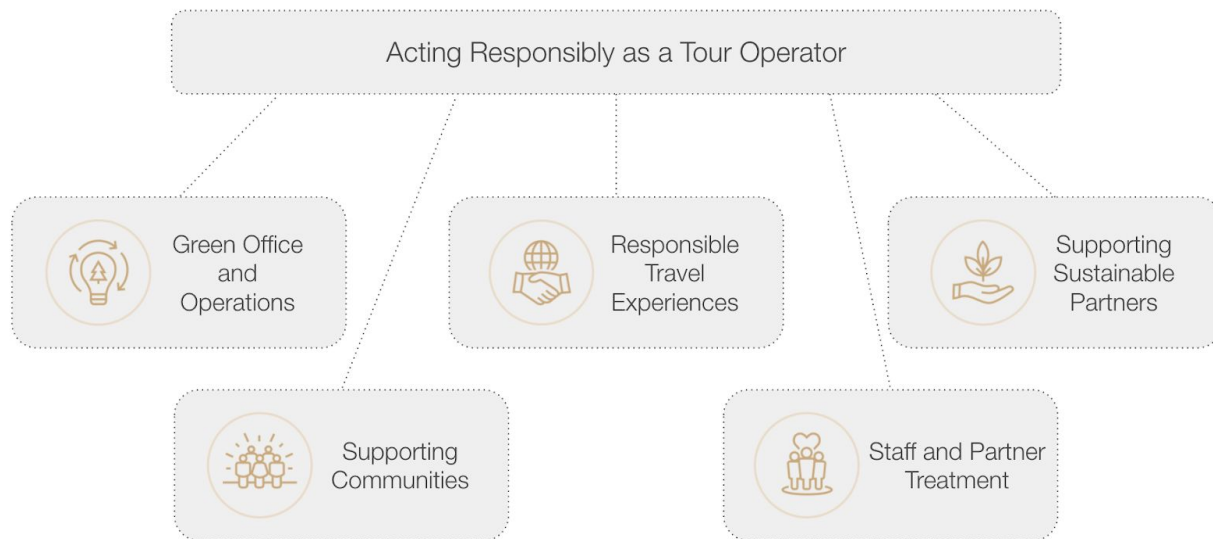 Acting Responsibly as a Tour Operator
Green Office
and
Operations
Responsible
Travel
Experiences
Supporting
Sustainable
Partners
Supporting
Communities
Staff and Partner
Treatment